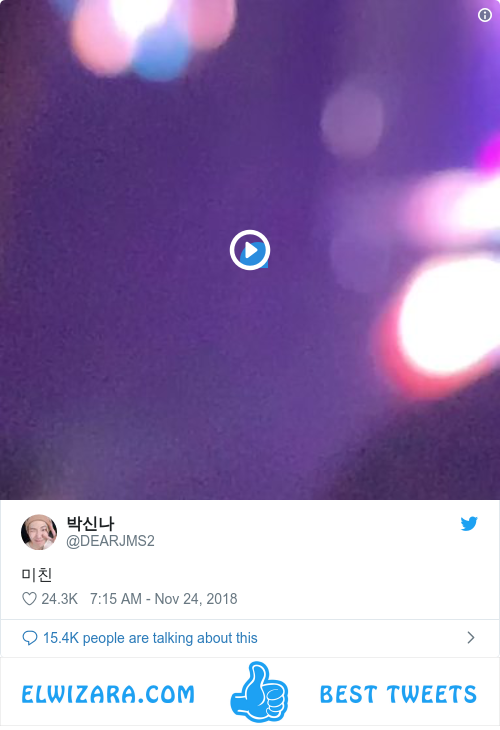 박신나
@DEARJMS2
미친
24.3K 7:15 AM - Nov 24, 2018
15.4K people are talking about this
ELWIZARA.COM BEST TWEETS